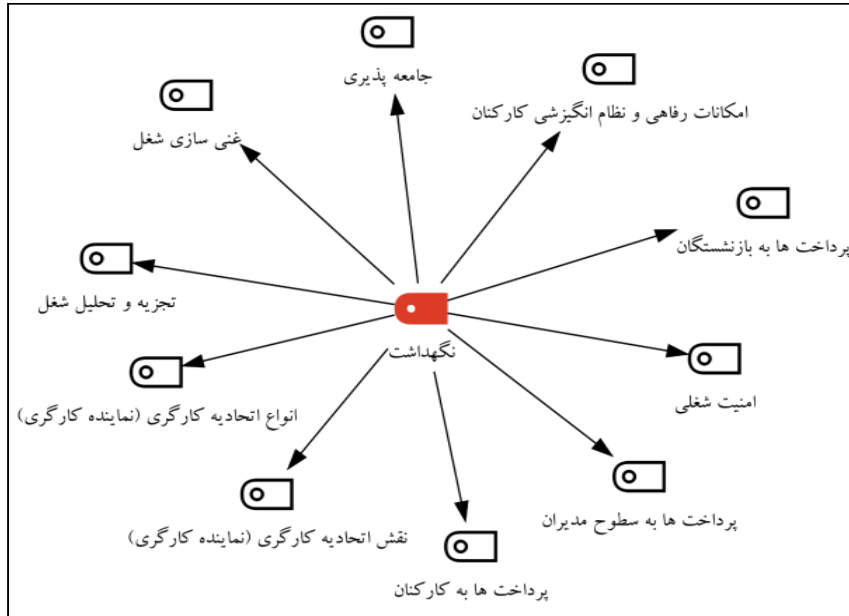 جامعه پذیری
امکانات رفاهی و نظام انگیزشی کارکنان
غنی سازی شغل
پرداخت ها به بازنشستگان
تجزیه و تحلیل شغل
نگهداشت
امنیت شغلی
انواع اتحادیه کارگری (نماینده کارگری)
پرداخت ها به سطوح مدیران
نقش اتحادیه کارگری (نماینده کارگری)
پرداخت ها به کارکنان